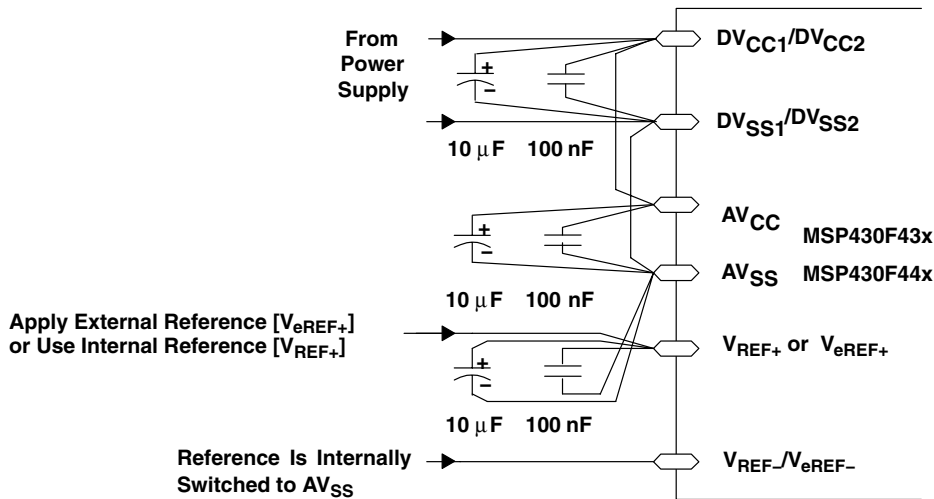 From
Power
Supply
DVCC1/DVCC2
+
−
DVSS1/DVSS2
10 μF 100 nF
AVCC
MSP430F43x
+
−
AVSS
MSP430F44x
10 μF 100 nF
Apply External Reference [VeREF+]
or Use Internal Reference [VREF+]
VREF+ or VeREF+
+
−
10 μF 100 nF
Reference Is Internally
Switched to AVSS
VREF−/VeREF−